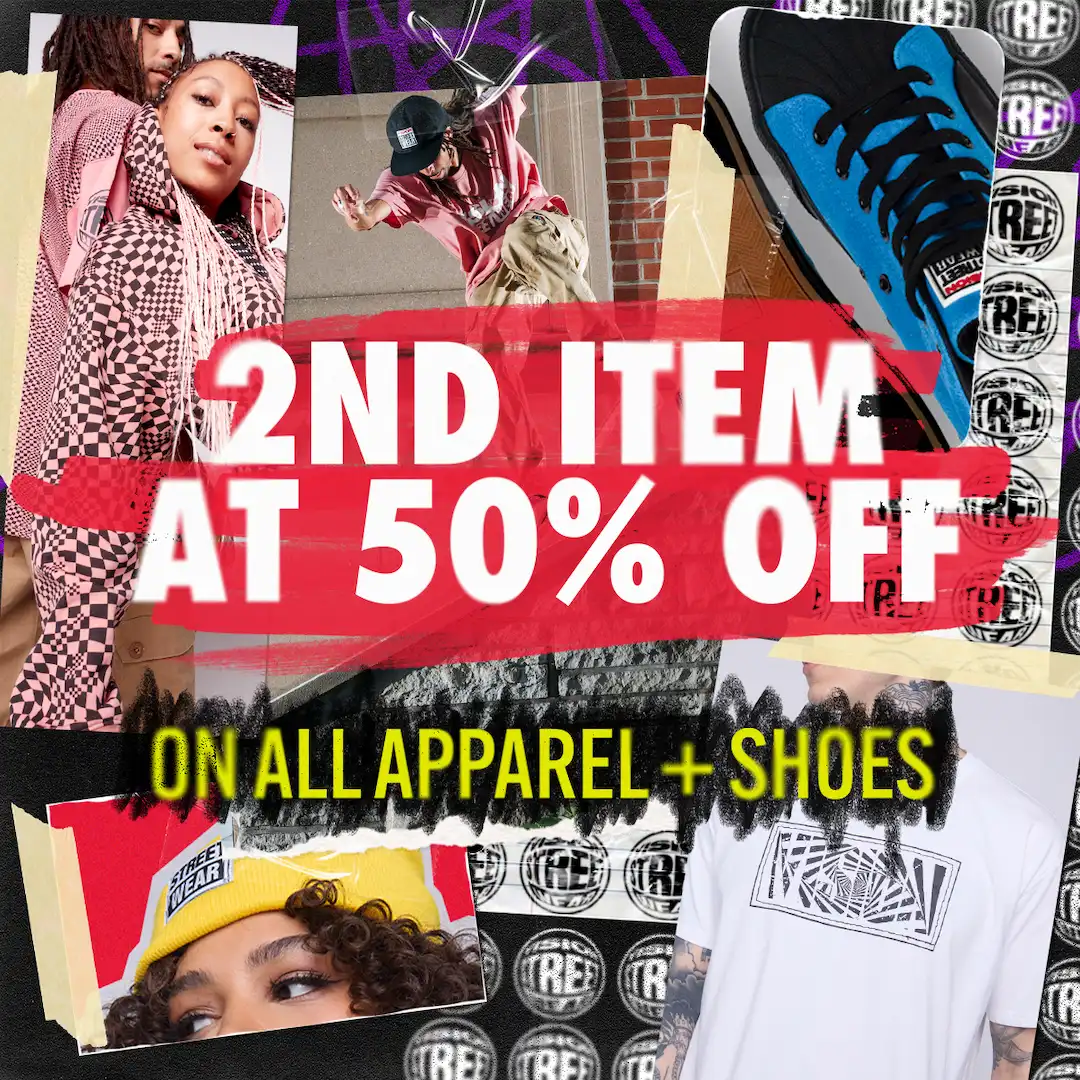 2ND ITEM
AT 50% OFF
ON ALL APPAREL + SHOES
STREET
WEAR